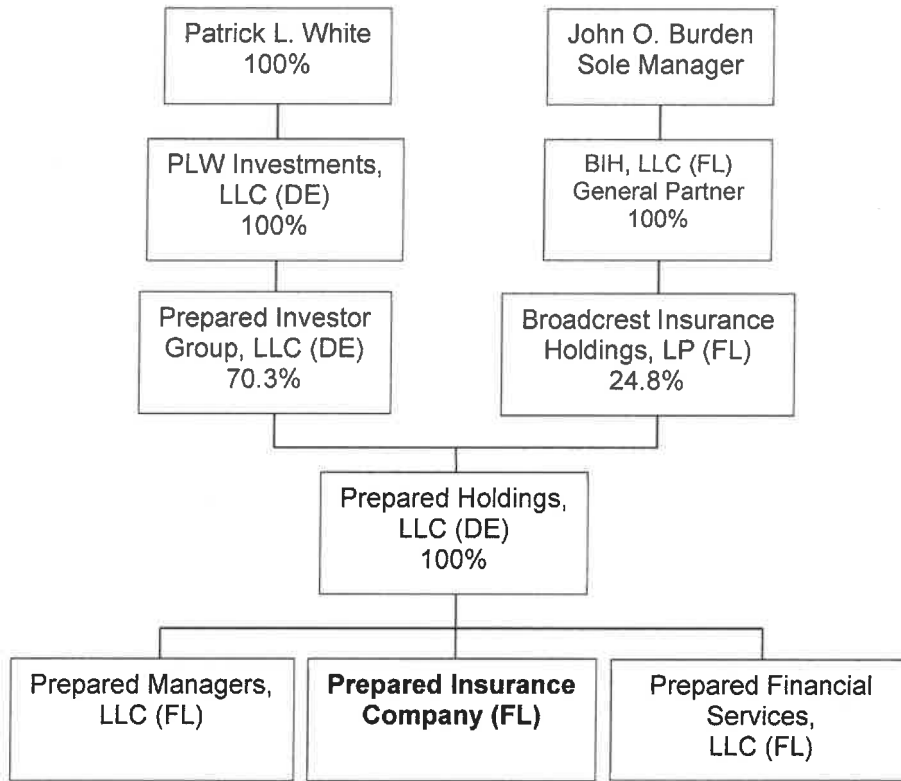 Patrick L. White
100%
John O. Burden
Sole Manager
PLW Investments,
LLC (DE)
100%
BIH, LLC (FL)
General Partner
100%
Prepared Investor
Group, LLC (DE)
70.3%
Broadcrest Insurance
Holdings, LP (FL)
24.8%
Prepared Holdings,
LLC (DE)
100%
Prepared Managers,
LLC (FL)
Prepared Insurance
Company (FL)
Prepared Financial
Services,
LLC (FL)